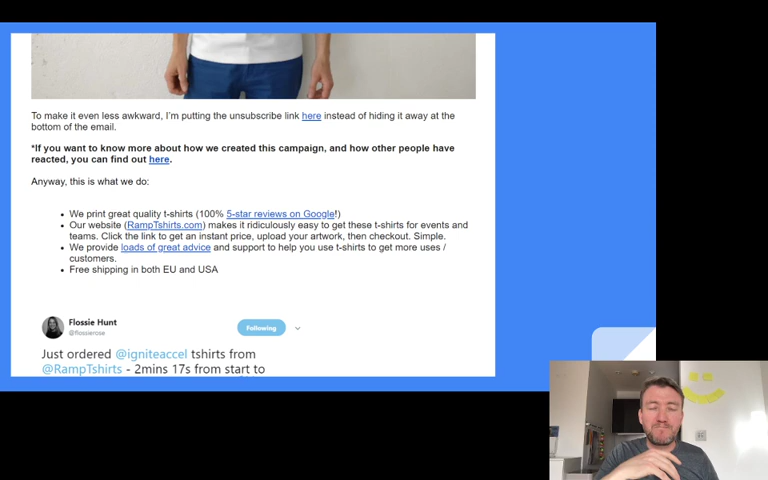 To make it even less awkward, I'm putting the unsubscribe link here instead of hiding it away at the
bottom of the email.
*If you want to know more about how we created this campaign, and how other people have
reacted, you can find out here.
Anyway, this is what we do:
We print great quality t-shirts (100% 5-star reviews on Google!)
Our website (RampTshirts.com) makes it ridiculously easy to get these t-shirts for events and
teams. Click the link to get an instant price, upload your artwork, then checkout. Simple.
We provide loads of great advice and support to help you use t-shirts to get more uses /
customers.
Free shipping in both EU and USA
Flossie Hunt
@flossierose
Following
Just ordered @igniteaccel tshirts from
@RampTshirts - 2mins 17s from start to